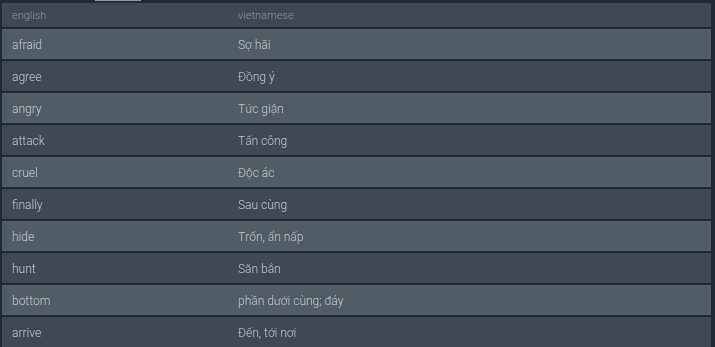 english vietnamese
afraid Sợ hãi
agree Đồng ý
angry Tức giận
attack Tấn công
cruel Độc ác
finally Sau cùng
hide Trốn, ẩn nấp
hunt Săn bắn
bottom phần dưới cùng; đáy
arrive Đến, tới nơi